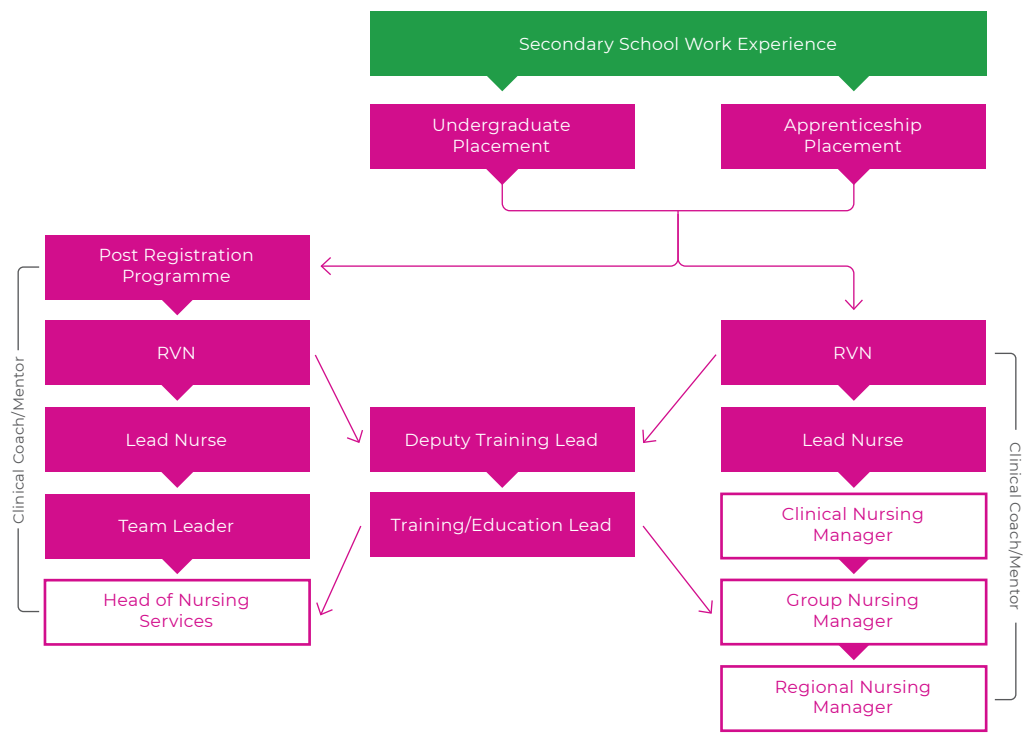 Secondary School Work Experience
Undergraduate
Placement
Apprenticeship
Placement
Post Registration
Programme
RVN
Lead Nurse
Team Leader
Head of Nursing
Services
Clinical Coach/Mentor
Deputy Training Lead
Training/Education Lead
RVN
Lead Nurse
Clinical Nursing
Manager
Group Nursing
Manager
Regional Nursing
Manager
Clinical Coach/Mentor